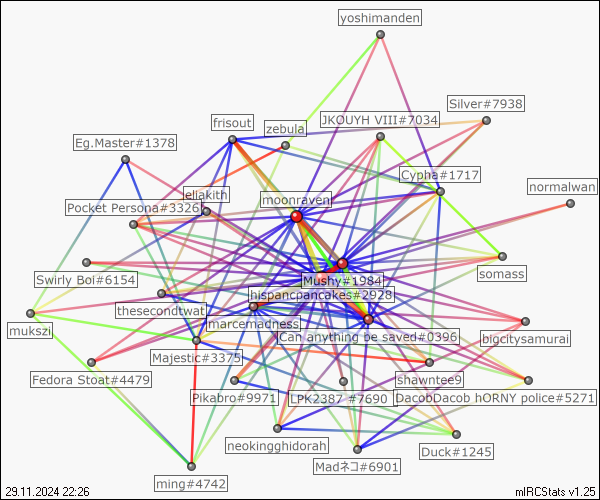 yoshimanden
Silver#7938
JKOUYH VIII#7034
frisout
zebula
Eg.Master#1378
Cypha#1717
normalwan
jeliakith
moonraven
Pocket Persona#3326
somass
Swirly Boi#6154
Mushy#1984
hispancpancakes#2928
thesecondtwat
marcemadness
mukszi
Can anything be saved#0396
bigcitysamurai
Majestic#3375
Fedora Stoat#4479
shawntee9
Pikabro#9971
LPK2387 #7690
DacobDacob hORNY police#5271
neokingghidorah
Duck#1245
Madネコ#6901
ming#4742
29.11.2024 22:26
mIRCStats v1.25